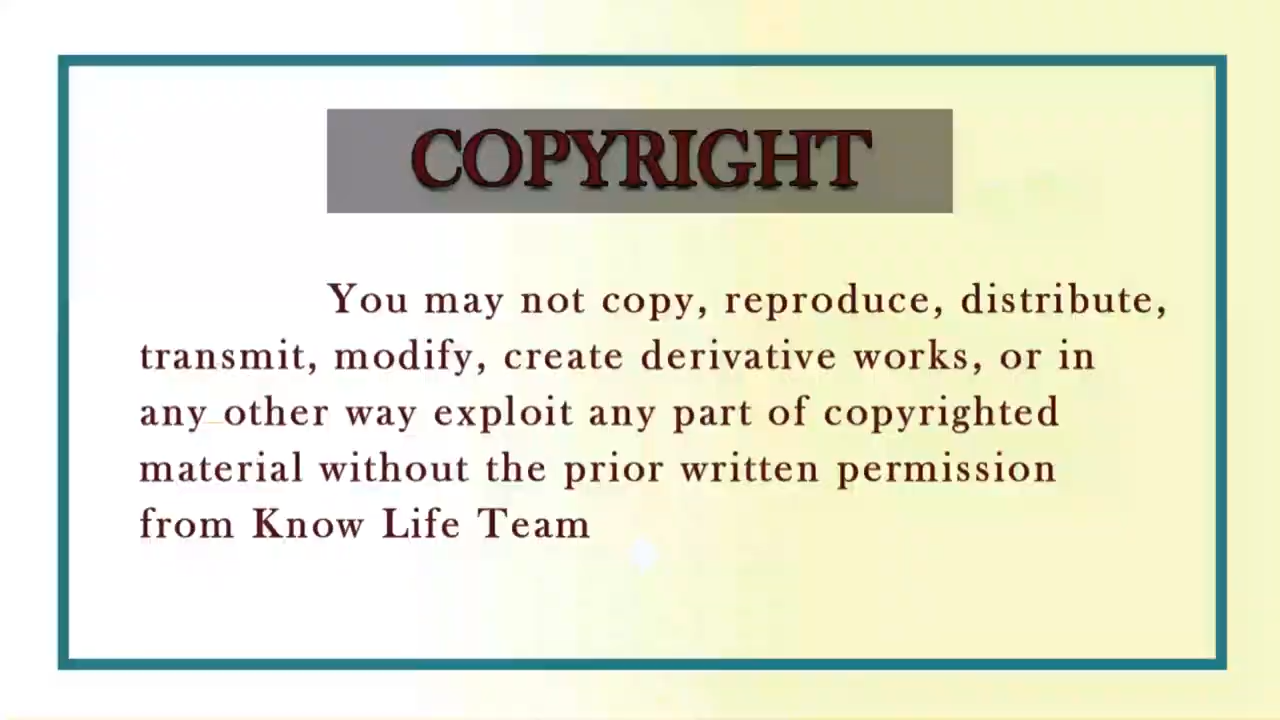 COPYRIGHT
You may not copy, reproduce, distribute,
transmit, modify, create derivative works, or in
any other way exploit any part of copyrighted
material without the prior written permission
from Know Life Team